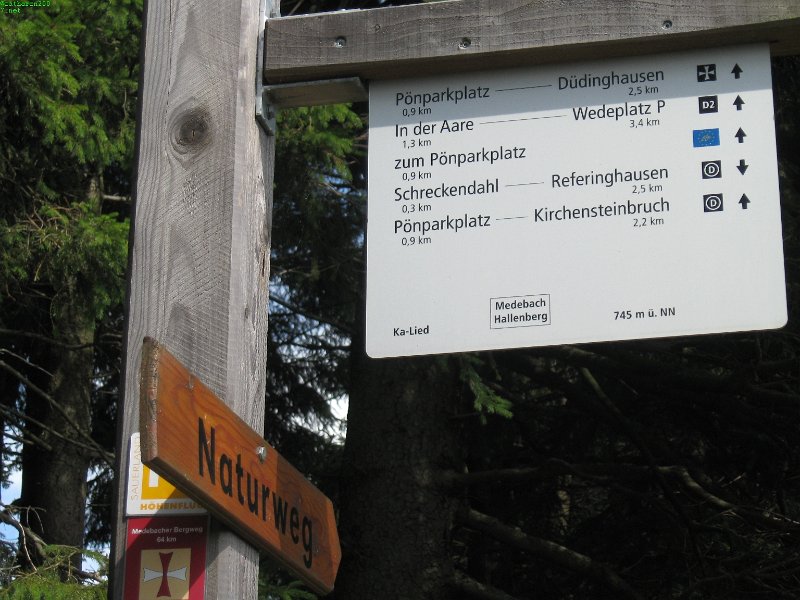 Pönparkplatz Düdinghausen
0,9 km 2,5 km
In der Aare Wedeplatz P D2
1,3 km 3,4 km
zum Pönparkplatz
0,9 km
Schreckendahl Referinghausen D
0,3 km 2,5 km
Pönparkplatz Kirchensteinbruch D
0,9 km 2,2 km
Medebach
Hallenberg
Ka-Lied 745 m ü. NN
Naturweg
SAUERLAND
HÖHENFLUG
Medebacher Bergweg
64 km